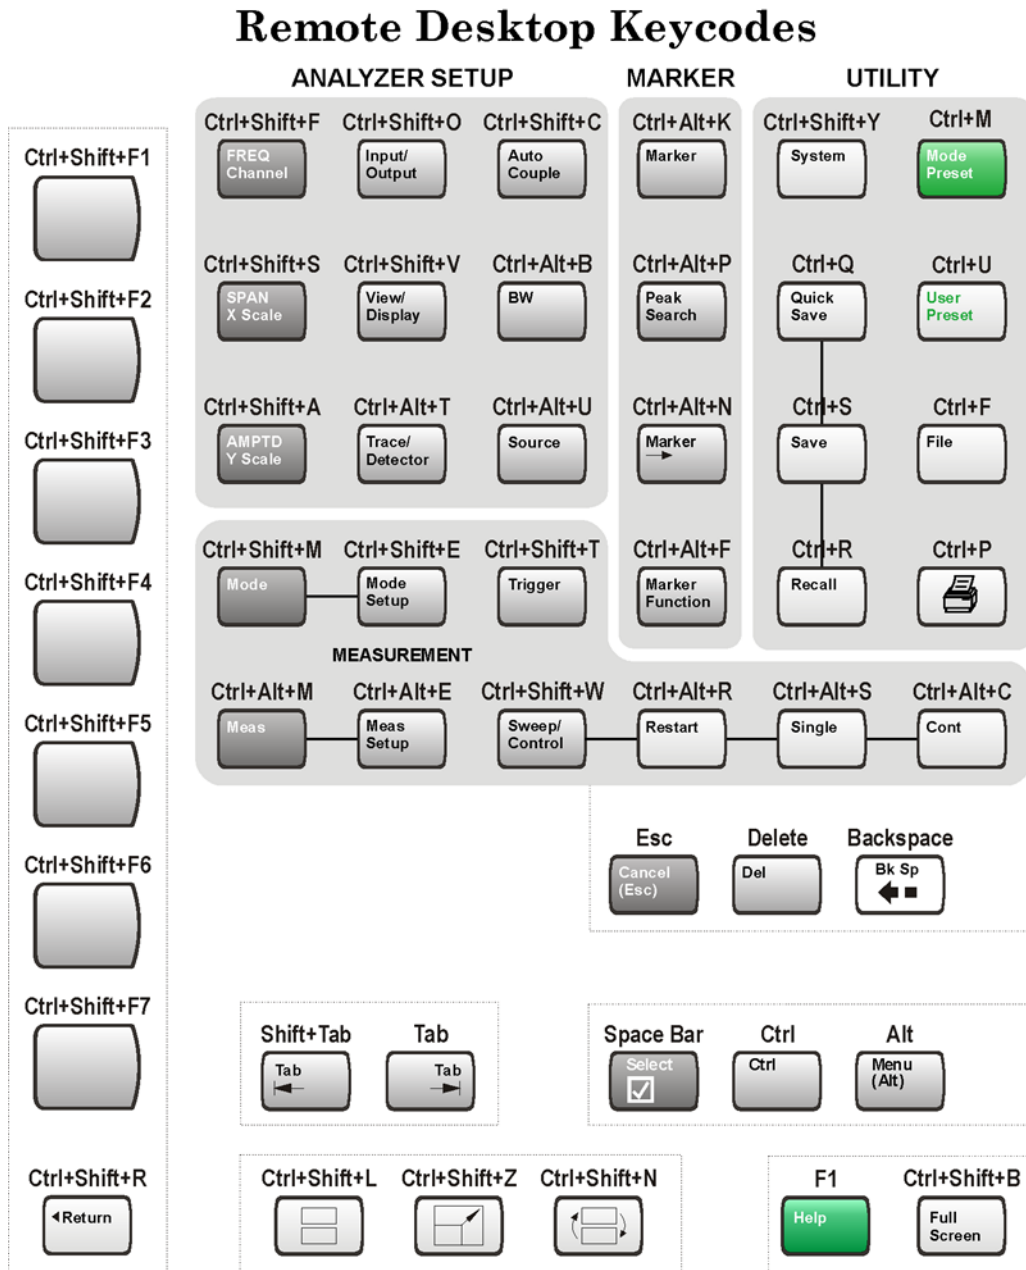 Remote Desktop Keycodes
ANALYZER SETUP
MARKER
UTILITY
Ctrl+Shift+F1
Ctrl+Shift+F2
Ctrl+Shift+F3
Ctrl+Shift+F4
Ctrl+Shift+F5
Ctrl+Shift+F6
Ctrl+Shift+F7
Ctrl+Shift+R
Return
Ctrl+Shift+F
FREQ
Channel
Ctrl+Shift+O
Input/
Output
Ctrl+Shift+C
Auto
Couple
Ctrl+Alt+K
Marker
Ctrl+Shift+Y
System
Ctrl+M
Mode
Preset
Ctrl+Shift+S
SPAN
X Scale
Ctrl+Shift+V
View/
Display
Ctrl+Alt+B
BW
Ctrl+Alt+P
Peak
Search
Ctrl+Q
Quick
Save
Ctrl+U
User
Preset
Ctrl+Shift+A
AMPTD
Y Scale
Ctrl+Alt+T
Trace/
Detector
Ctrl+Alt+U
Source
Ctrl+Alt+N
Marker
Ctrl+S
Save
Ctrl+F
File
Ctrl+Shift+M
Mode
Ctrl+Shift+E
Mode
Setup
Ctrl+Shift+T
Trigger
Ctrl+Alt+F
Marker
Function
Ctrl+R
Recall
Ctrl+P
MEASUREMENT
Ctrl+Alt+M
Meas
Ctrl+Alt+E
Meas
Setup
Ctrl+Shift+W
Sweep/
Control
Ctrl+Alt+R
Restart
Ctrl+Alt+S
Single
Ctrl+Alt+C
Cont
Esc
Cancel
(Esc)
Delete
Del
Backspace
Bk Sp
Shift+Tab
Tab
Tab
Tab
Space Bar
Select
Ctrl
Ctrl
Alt
Menu
(Alt)
Ctrl+Shift+L
Ctrl+Shift+Z
Ctrl+Shift+N
F1
Help
Ctrl+Shift+B
Full
Screen